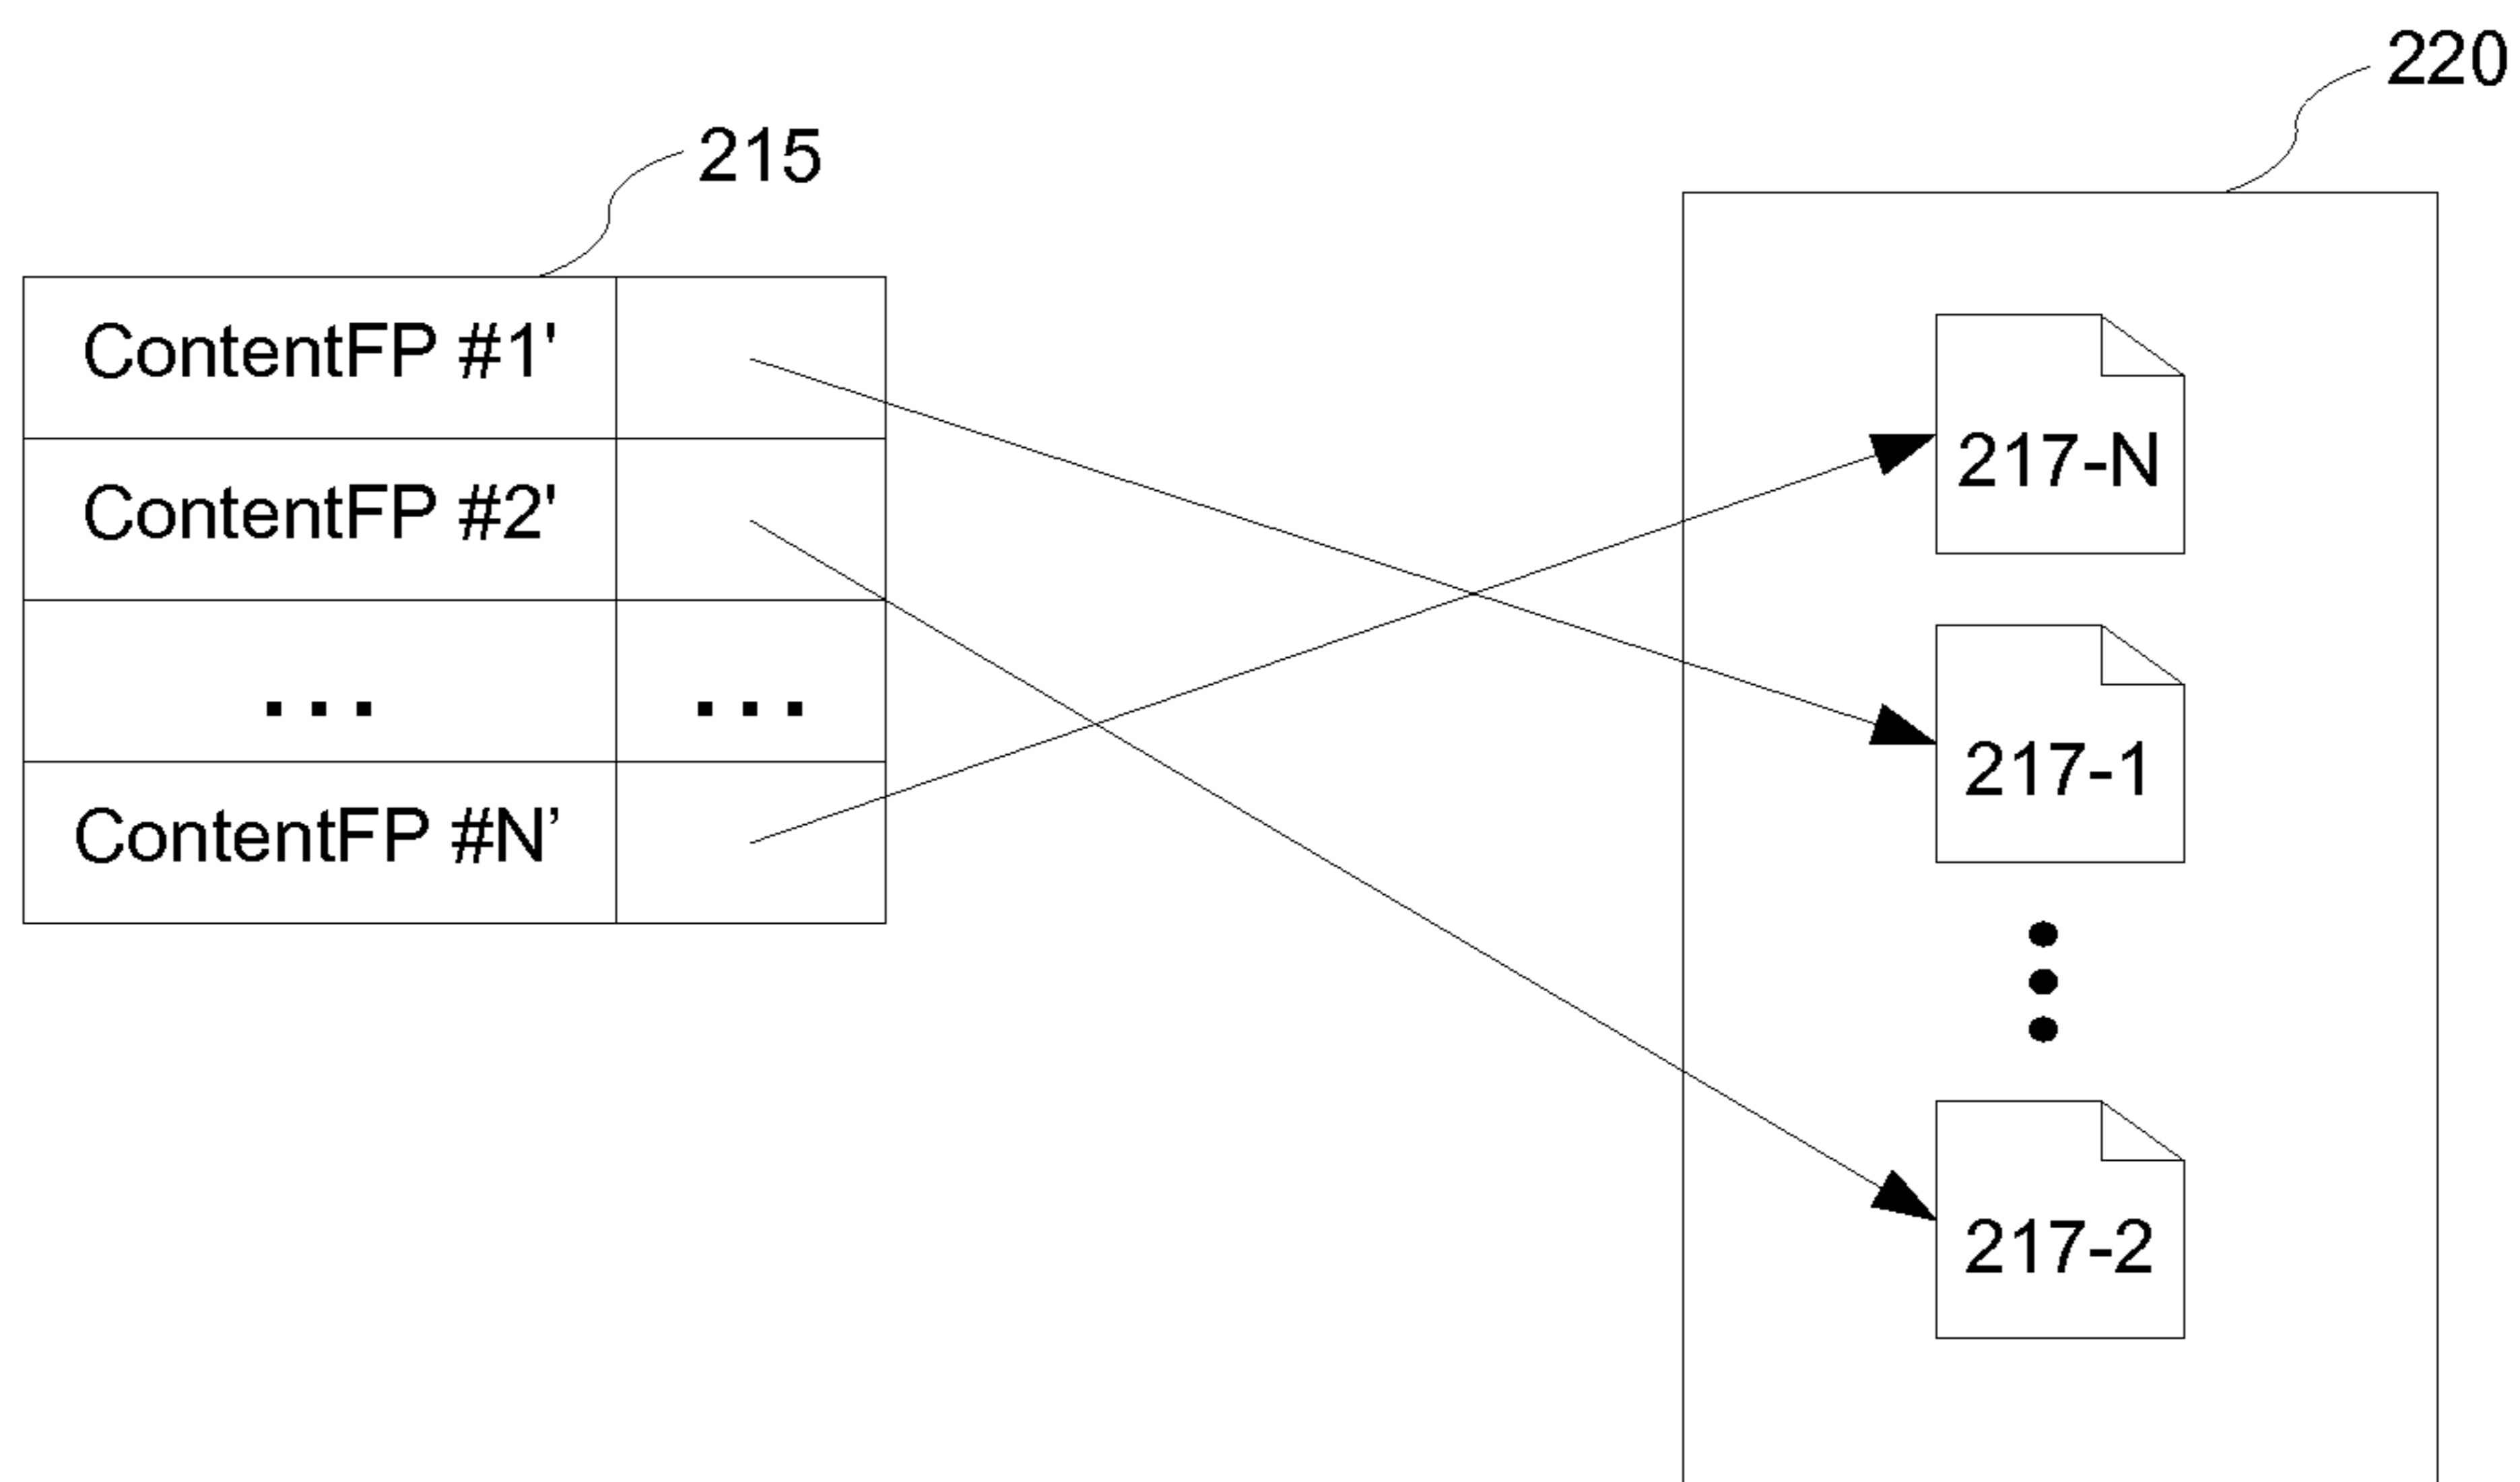 220
215
ContentFP #1'
ContentFP #2'
... ...
ContentFP #N’
217-N
217-1
217-2